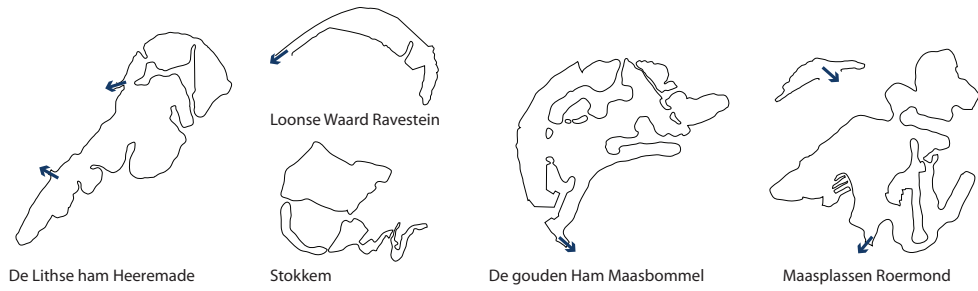 Loonse Waard Ravestein
De Lithse ham Heeremade
Stokkem
De gouden Ham Maasbommel
Maasplassen Roermond